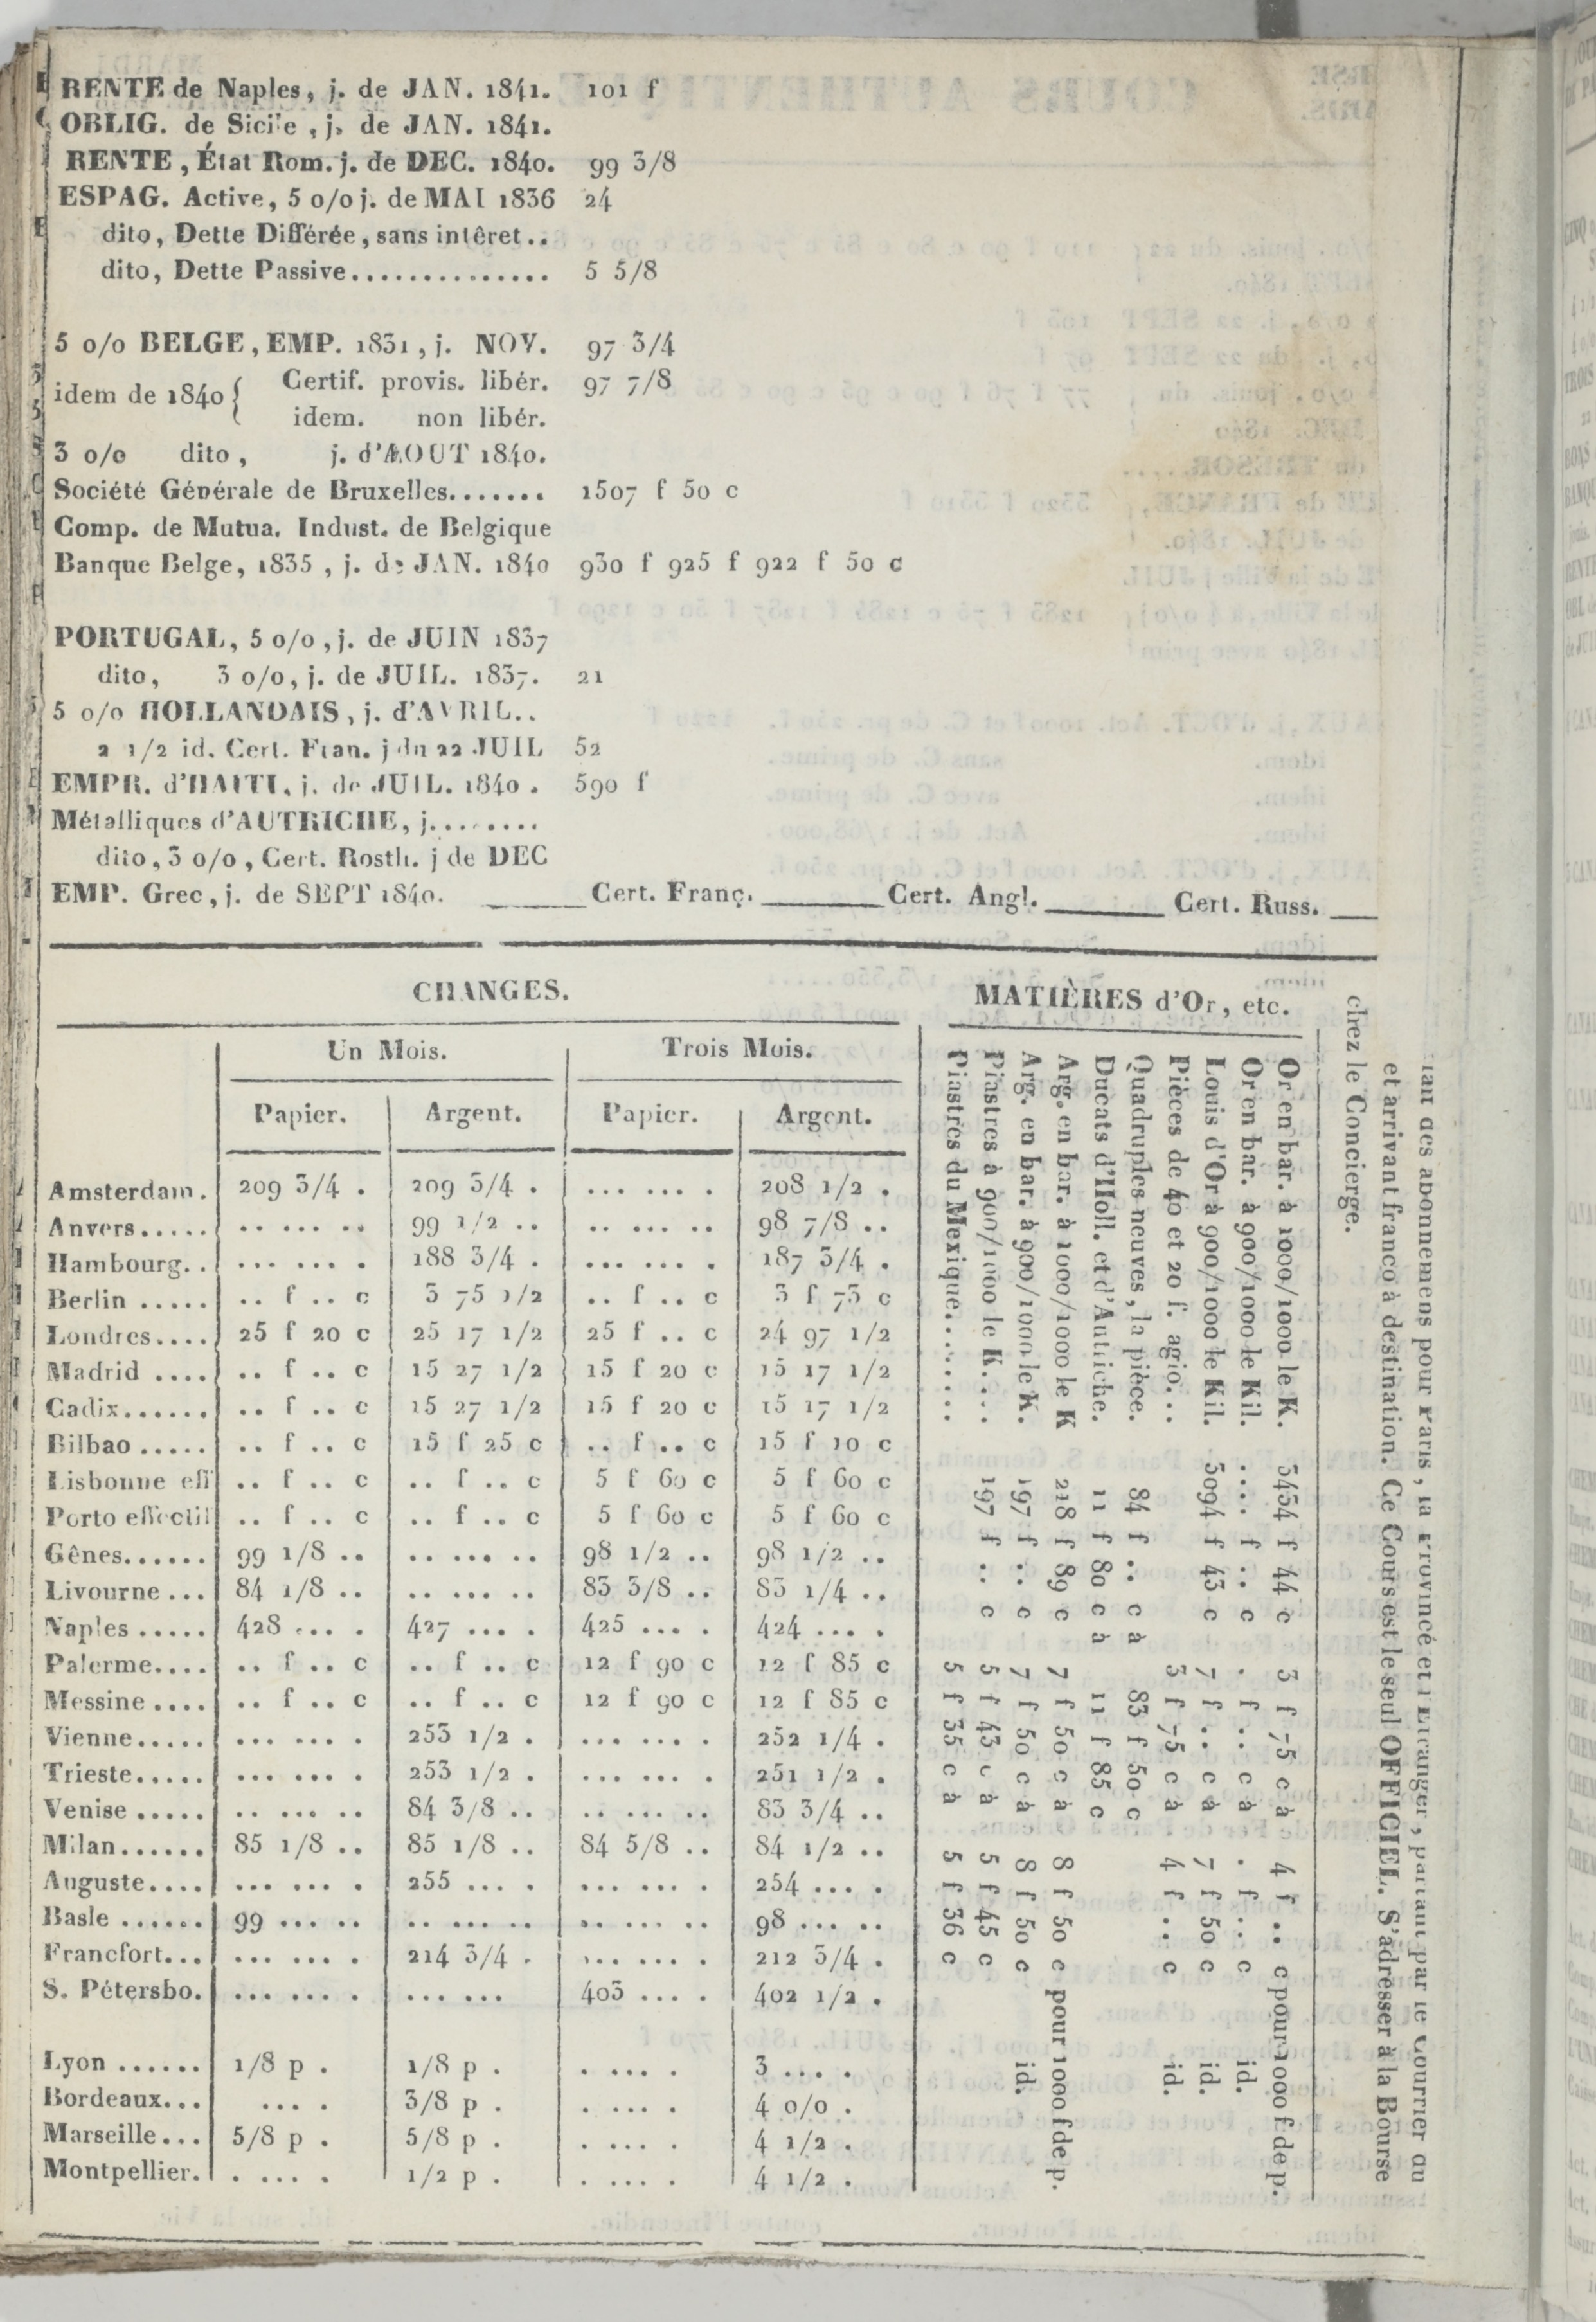 RENTE de Naples, j. de JAN. 1841. 101 f
OBLIG. de Sicile, j. de JAN. 1841.
RENTE, État Rom. j. de DEC. 1840. 99 3/8
ESPAG. Active, 5 0/0 j. de MAI 1836 24
dito, Dette Différée, sans intêret..
dito, Dette Passive.............. 5 5/8
5 0/0 BELGE, EMP. 1831, j. NOV. 97 3/4
idem de 1840 { Certif. provis. libér. 97 7/8
idem. non libér.
3 0/0 dito, j. d'AOUT 1840.
Société Générale de Bruxelles....... 1507 f 50 c
Comp. de Mutua. Indust. de Belgique
Banque Belge, 1835, j. de JAN. 1840 930 f 925 f 922 f 50 c
PORTUGAL, 5 0/0, j. de JUIN 1837
dito, 3 0/0, j. de JUIL. 1837. 21
5 0/0 HOLLANDAIS, j. d'AVRIL..
2 1/2 id. Cert. Fran. j du 22 JUIL 52
EMPR. d'HAITI, j. de JUIL. 1840. 590 f
Métalliques d'AUTRICHE, j........
dito, 3 0/0, Cert. Rosth. j de DEC
EMP. Grec, j. de SEPT 1840. ____ Cert. Franç. ____ Cert. Angl. ____ Cert. Russ. __
CHANGES.
Un Mois. Trois Mois.
Papier. Argent. Papier. Argent.
Amsterdam. 209 3/4 . 209 3/4 . ... ... . 208 1/2 .
Anvers..... .. ... .. 99 1/2 .. .. ... .. 98 7/8 ..
Hambourg.. ... ... . 188 3/4 . ... ... . 187 3/4 .
Berlin ..... .. f .. c 3 75 1/2 .. f .. c 3 f 73 c
Londres.... 25 f 20 c 25 17 1/2 25 f .. c 24 97 1/2
Madrid .... .. f .. c 15 27 1/2 15 f 20 c 15 17 1/2
Cadix...... .. f .. c 15 27 1/2 15 f 20 c 15 17 1/2
Bilbao ..... .. f .. c 15 f 25 c .. f .. c 15 f 10 c
Lisbonne eff .. f .. c .. f .. c 5 f 60 c 5 f 60 c
Porto effectif .. f .. c .. f .. c 5 f 60 c 5 f 60 c
Gênes...... 99 1/8 .. .. ... .. 98 1/2 .. 98 1/2 ..
Livourne ... 84 1/8 .. .. ... .. 83 3/8 .. 83 1/4 ..
Naples ..... 428 ... . 427 ... . 425 ... . 424 ... .
Palerme.... .. f .. c .. f .. c 12 f 90 c 12 f 85 c
Messine .... .. f .. c .. f .. c 12 f 90 c 12 f 85 c
Vienne..... ... ... . 253 1/2 . ... ... . 252 1/4 .
Trieste..... ... ... . 253 1/2 . ... ... . 251 1/2 .
Venise ..... .. ... .. 84 3/8 .. .. ... .. 83 3/4 ..
Milan...... 85 1/8 .. 85 1/8 .. 84 5/8 .. 84 1/2 ..
Auguste.... ... ... . 255 ... . ... ... . 254 ... .
Basle ...... 99 ... .. .. ... .. .. ... .. 98 ... ..
Francfort... ... ... . 214 3/4 . ... ... . 212 3/4 .
S. Pétersbo. ... ... . ... ... 403 ... . 402 1/2 .
Lyon ...... 1/8 p . 1/8 p . . ... . 3 ... .
Bordeaux... ... . 3/8 p . . ... . 4 0/0 .
Marseille... 5/8 p . 5/8 p . . ... . 4 1/2 .
Montpellier. . ... . 1/2 p . . ... . 4 1/2 .
MATIÈRES d'Or, etc.
Or en bar. à 1000/1000 le K. 3434 f 44 c 3 f 75 c à 4 f .. c pour 1000 f de p.
Or en bar. à 900/1000 le Kil. .... f .. c . f .. c à . f .. c id.
Louis d'Or à 900/1000 le Kil. 3094 f 43 c 7 f .. c à 7 f 50 c id.
Pièces de 40 et 20 f. agio... 3 f 75 c à 4 f .. c id.
Quadruples neuves, la pièce. 84 f .. c à 83 f 50 c
Ducats d'Holl. et d'Autriche. 11 f 80 c à 11 f 85 c
Arg. en bar. à 1000/1000 le K 218 f 89 c 7 f 50 c à 8 f 50 c pour 1000 f de p.
Arg. en bar. à 900/1000 le K. 197 f .. c 7 f 50 c à 8 f 50 c id.
Piastres à 900/1000 le K.... 197 f .. c 5 f 43 c à 5 f 45 c
Piastres du Mexique....... 5 f 35 c à 5 f 36 c
des abonnemens pour Paris, la Province et l'Etranger, partant par le Courrier du
et arrivant franco à destination. Ce Cours est le seul OFFICIEL. S'adresser à la Bourse
chez le Concierge.